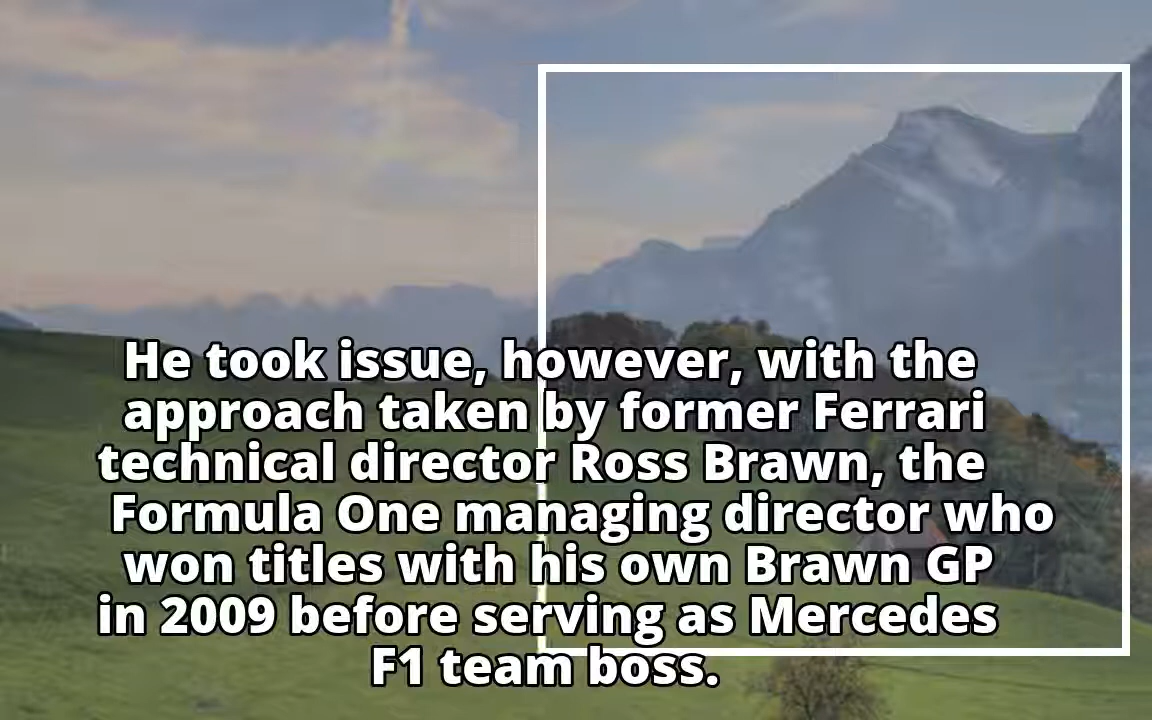 He took issue, however, with the
approach taken by former Ferrari
technical director Ross Brawn, the
Formula One managing director who
won titles with his own Brawn GP
in 2009 before serving as Mercedes
F1 team boss.